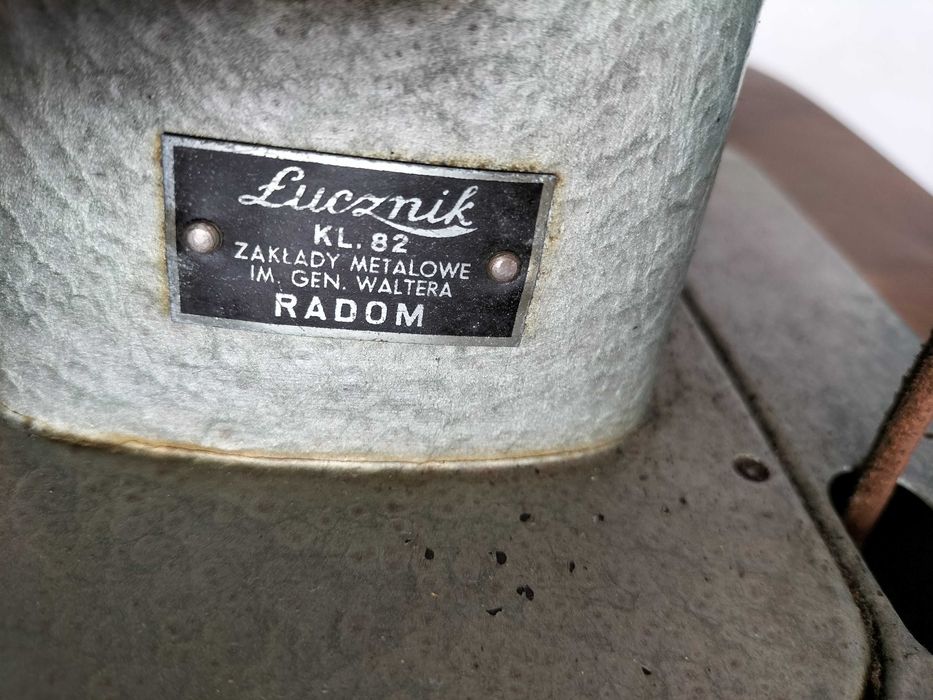 Łucznik
KL. 82
ZAKŁADY METALOWE
IM. GEN. WALTERA
RADOM